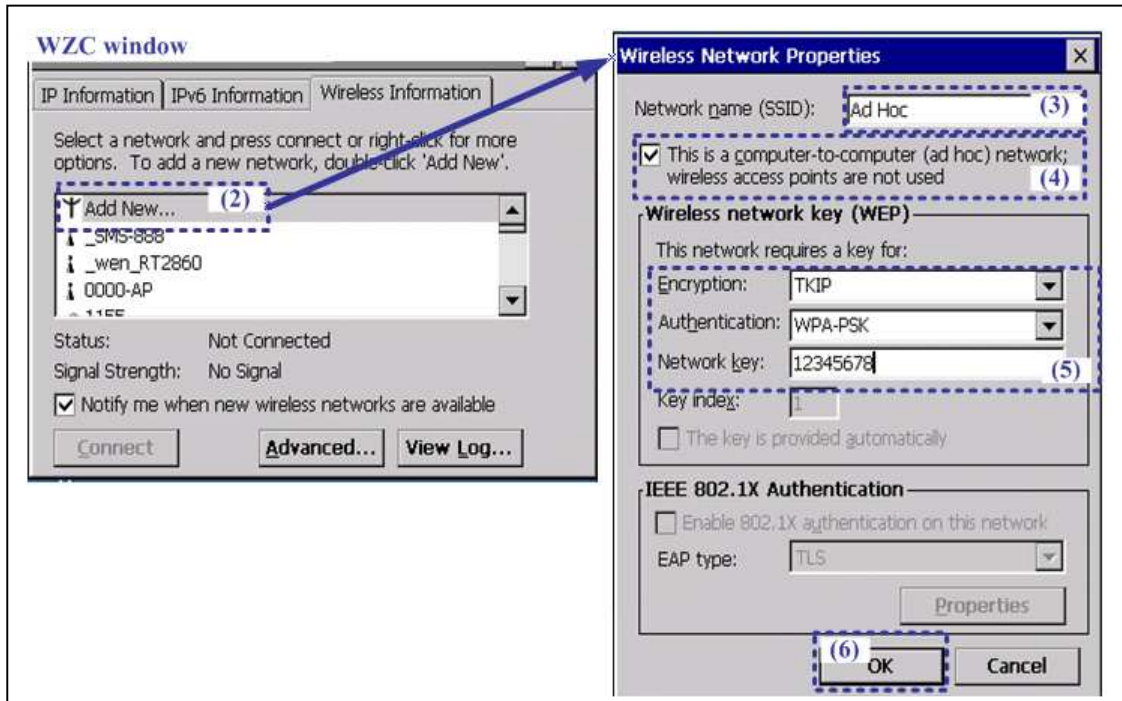 WZC window
IP Information
IPv6 Information
Wireless Information
Select a network and press connect or right-click for more
options. To add a new network, double-click 'Add New'.
Add New...
(2)
_SMS-888
_wen_RT2860
0000-AP
Status: Not Connected
Signal Strength: No Signal
Notify me when new wireless networks are available
Connect
Advanced...
View Log...
Wireless Network Properties
Network name (SSID): Ad Hoc (3)
This is a computer-to-computer (ad hoc) network;
wireless access points are not used (4)
Wireless network key (WEP)
This network requires a key for:
Encryption: TKIP
Authentication: WPA-PSK
Network key: 12345678
(5)
Key index: 1
The key is provided automatically
IEEE 802.1X Authentication
Enable 802.1X authentication on this network
EAP type: TLS
Properties
(6)
OK
Cancel